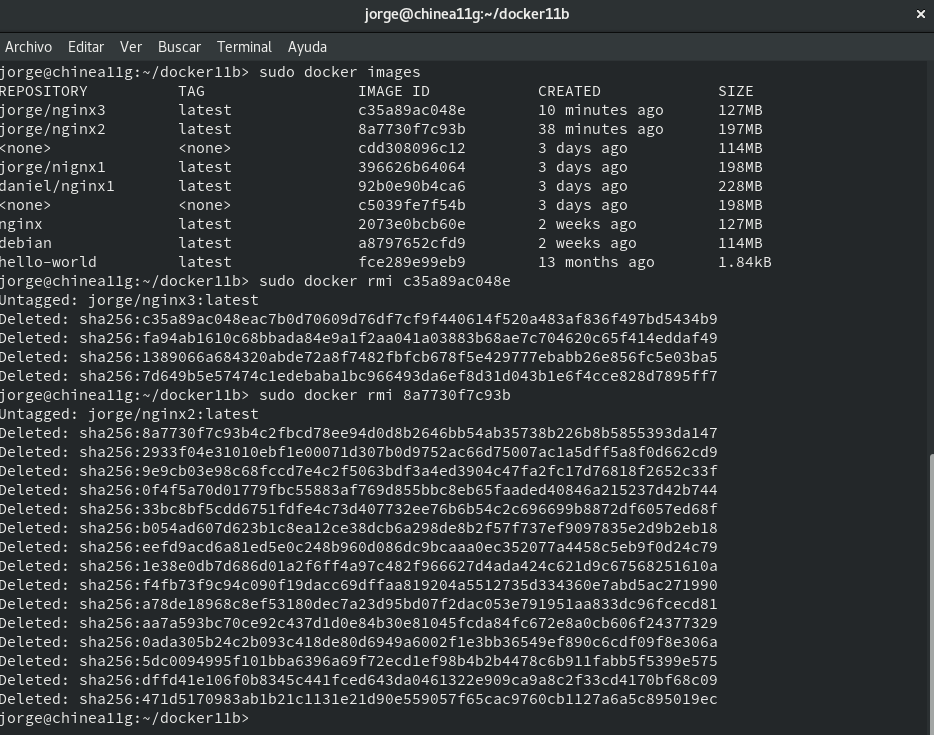 jorge@chinea11g:~/docker11b
×
Archivo Editar Ver Buscar Terminal Ayuda
jorge@chinea11g:~/docker11b> sudo docker images
REPOSITORY TAG IMAGE ID CREATED SIZE
jorge/nginx3 latest c35a89ac048e 10 minutes ago 127MB
jorge/nginx2 latest 8a7730f7c93b 38 minutes ago 197MB
<none> <none> cdd308096c12 3 days ago 114MB
jorge/nignx1 latest 396626b64064 3 days ago 198MB
daniel/nginx1 latest 92b0e90b4ca6 3 days ago 228MB
<none> <none> c5039fe7f54b 3 days ago 198MB
nginx latest 2073e0bcb60e 2 weeks ago 127MB
debian latest a8797652cfd9 2 weeks ago 114MB
hello-world latest fce289e99eb9 13 months ago 1.84kB
jorge@chinea11g:~/docker11b> sudo docker rmi c35a89ac048e
Untagged: jorge/nginx3:latest
Deleted: sha256:c35a89ac048eac7b0d70609d76df7cf9f440614f520a483af836f497bd5434b9
Deleted: sha256:fa94ab1610c68bbada84e9a1f2aa041a03883b68ae7c704620c65f414eddaf49
Deleted: sha256:1389066a684320abde72a8f7482fbfcb678f5e429777ebabb26e856fc5e03ba5
Deleted: sha256:7d649b5e57474c1edebaba1bc966493da6ef8d31d043b1e6f4cce828d7895ff7
jorge@chinea11g:~/docker11b> sudo docker rmi 8a7730f7c93b
Untagged: jorge/nginx2:latest
Deleted: sha256:8a7730f7c93b4c2fbcd78ee94d0d8b2646bb54ab35738b226b8b5855393da147
Deleted: sha256:2933f04e31010ebf1e00071d307b0d9752ac66d75007ac1a5dff5a8f0d662cd9
Deleted: sha256:9e9cb03e98c68fccd7e4c2f5063bdf3a4ed3904c47fa2fc17d76818f2652c33f
Deleted: sha256:0f4f5a70d01779fbc55883af769d855bbc8eb65faaded40846a215237d42b744
Deleted: sha256:33bc8bf5cdd6751fdfe4c73d407732ee76b6b54c2c696699b8872df6057ed68f
Deleted: sha256:b054ad607d623b1c8ea12ce38dcb6a298de8b2f57f737ef9097835e2d9b2eb18
Deleted: sha256:eefd9acd6a81ed5e0c248b960d086dc9bcaaa0ec352077a4458c5eb9f0d24c79
Deleted: sha256:1e38e0db7d686d01a2f6ff4a97c482f966627d4ada424c621d9c67568251610a
Deleted: sha256:f4fb73f9c94c090f19dacc69dffaa819204a5512735d334360e7abd5ac271990
Deleted: sha256:a78de18968c8ef53180dec7a23d95bd07f2dac053e791951aa833dc96fcecd81
Deleted: sha256:aa7a593bc70ce92c437d1d0e84b30e81045fcda84fc672e8a0cb606f24377329
Deleted: sha256:0ada305b24c2b093c418de80d6949a6002f1e3bb36549ef890c6cdf09f8e306a
Deleted: sha256:5dc0094995f101bba6396a69f72ecd1ef98b4b2b4478c6b911fabb5f5399e575
Deleted: sha256:dffd41e106f0b8345c441fced643da0461322e909ca9a8c2f33cd4170bf68c09
Deleted: sha256:471d5170983ab1b21c1131e21d90e559057f65cac9760cb1127a6a5c895019ec
jorge@chinea11g:~/docker11b>